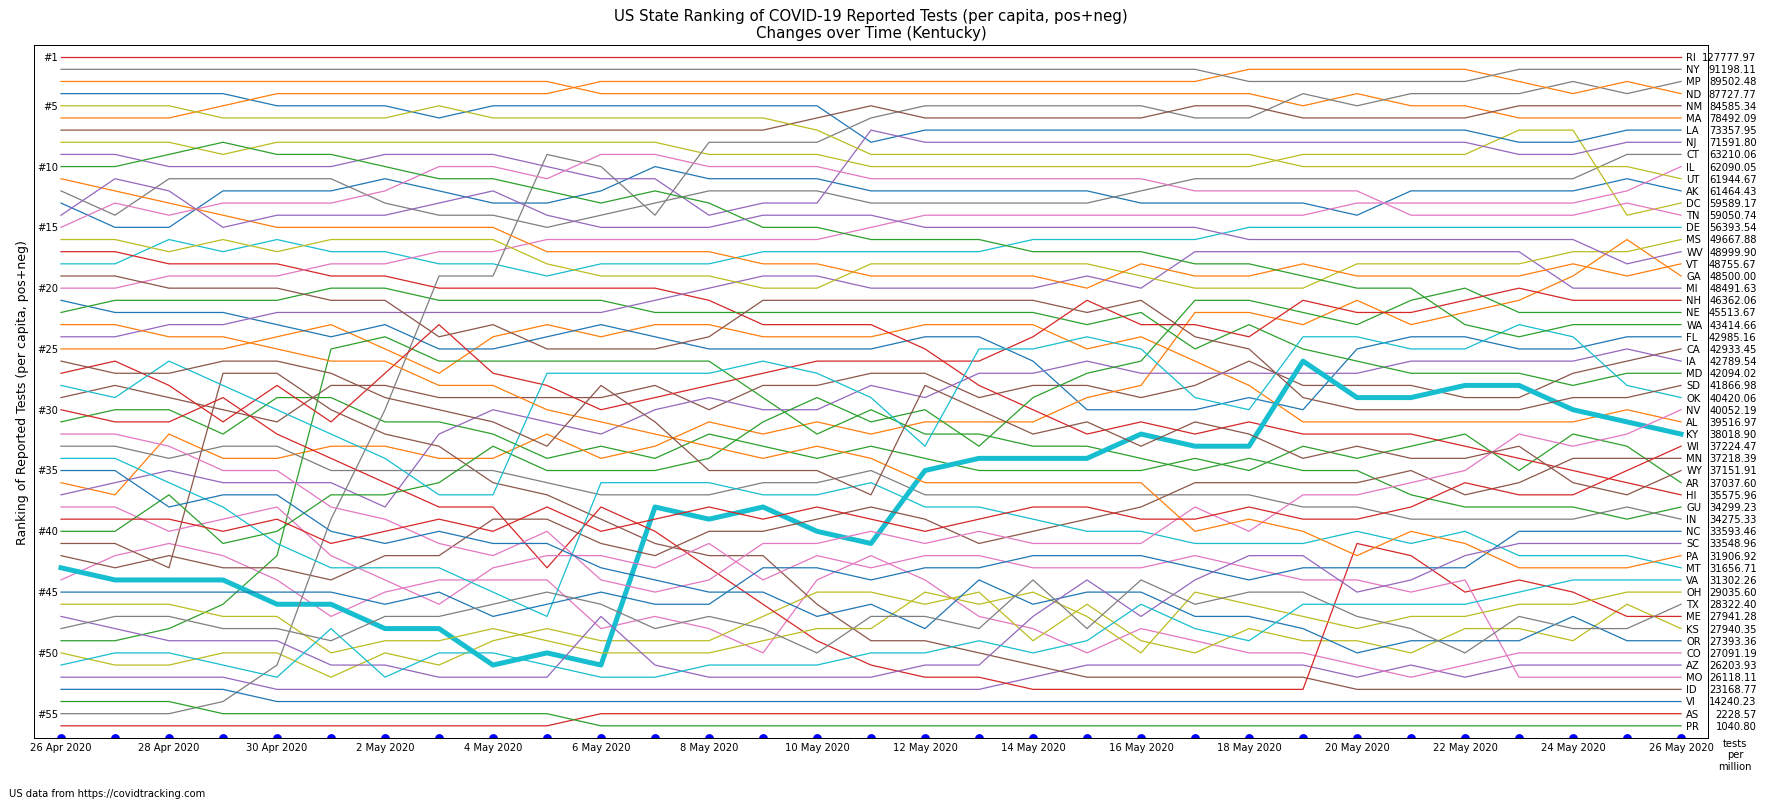 US State Ranking of COVID-19 Reported Tests (per capita, pos+neg)
Changes over Time (Kentucky)
Ranking of Reported Tests (per capita, pos+neg)
#1
#5
#10
#15
#20
#25
#30
#35
#40
#45
#50
#55
RI 127777.97
NY 91198.11
MP 89502.48
ND 87727.77
NM 84585.34
MA 78492.09
LA 73357.95
NJ 71591.80
CT 63210.06
IL 62090.05
UT 61944.67
AK 61464.43
DC 59589.17
TN 59050.74
DE 56393.54
MS 49667.88
WV 48999.90
VT 48755.67
GA 48500.00
MI 48491.63
NH 46362.06
NE 45513.67
WA 43414.66
FL 42985.16
CA 42933.45
IA 42789.54
MD 42094.02
SD 41866.98
OK 40420.06
NV 40052.19
AL 39516.97
KY 38018.90
WI 37224.47
MN 37218.39
WY 37151.91
AR 37037.60
HI 35575.96
GU 34299.23
IN 34275.33
NC 33593.46
SC 33548.96
PA 31906.92
MT 31656.71
VA 31302.26
OH 29035.60
TX 28322.40
ME 27941.28
KS 27940.35
OR 27393.36
CO 27091.19
AZ 26203.93
MO 26118.11
ID 23168.77
VI 14240.23
AS 2228.57
PR 1040.80
26 Apr 2020 28 Apr 2020 30 Apr 2020 2 May 2020 4 May 2020 6 May 2020 8 May 2020 10 May 2020 12 May 2020 14 May 2020 16 May 2020 18 May 2020 20 May 2020 22 May 2020 24 May 2020 26 May 2020
tests
per
million
US data from https://covidtracking.com